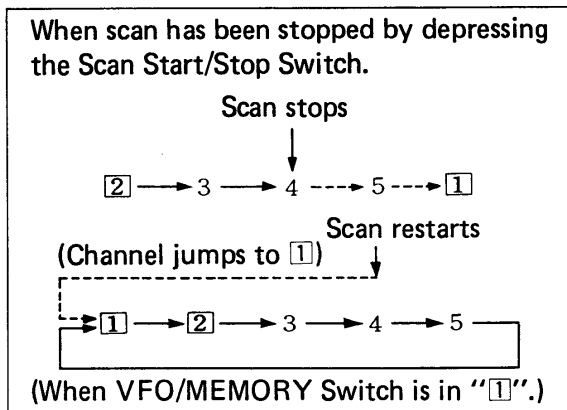 When scan has been stopped by depressing
the Scan Start/Stop Switch.
Scan stops
2 3 4 5 1
Scan restarts
(Channel jumps to 1)
1 2 3 4 5
(When VFO/MEMORY Switch is in “1”.)